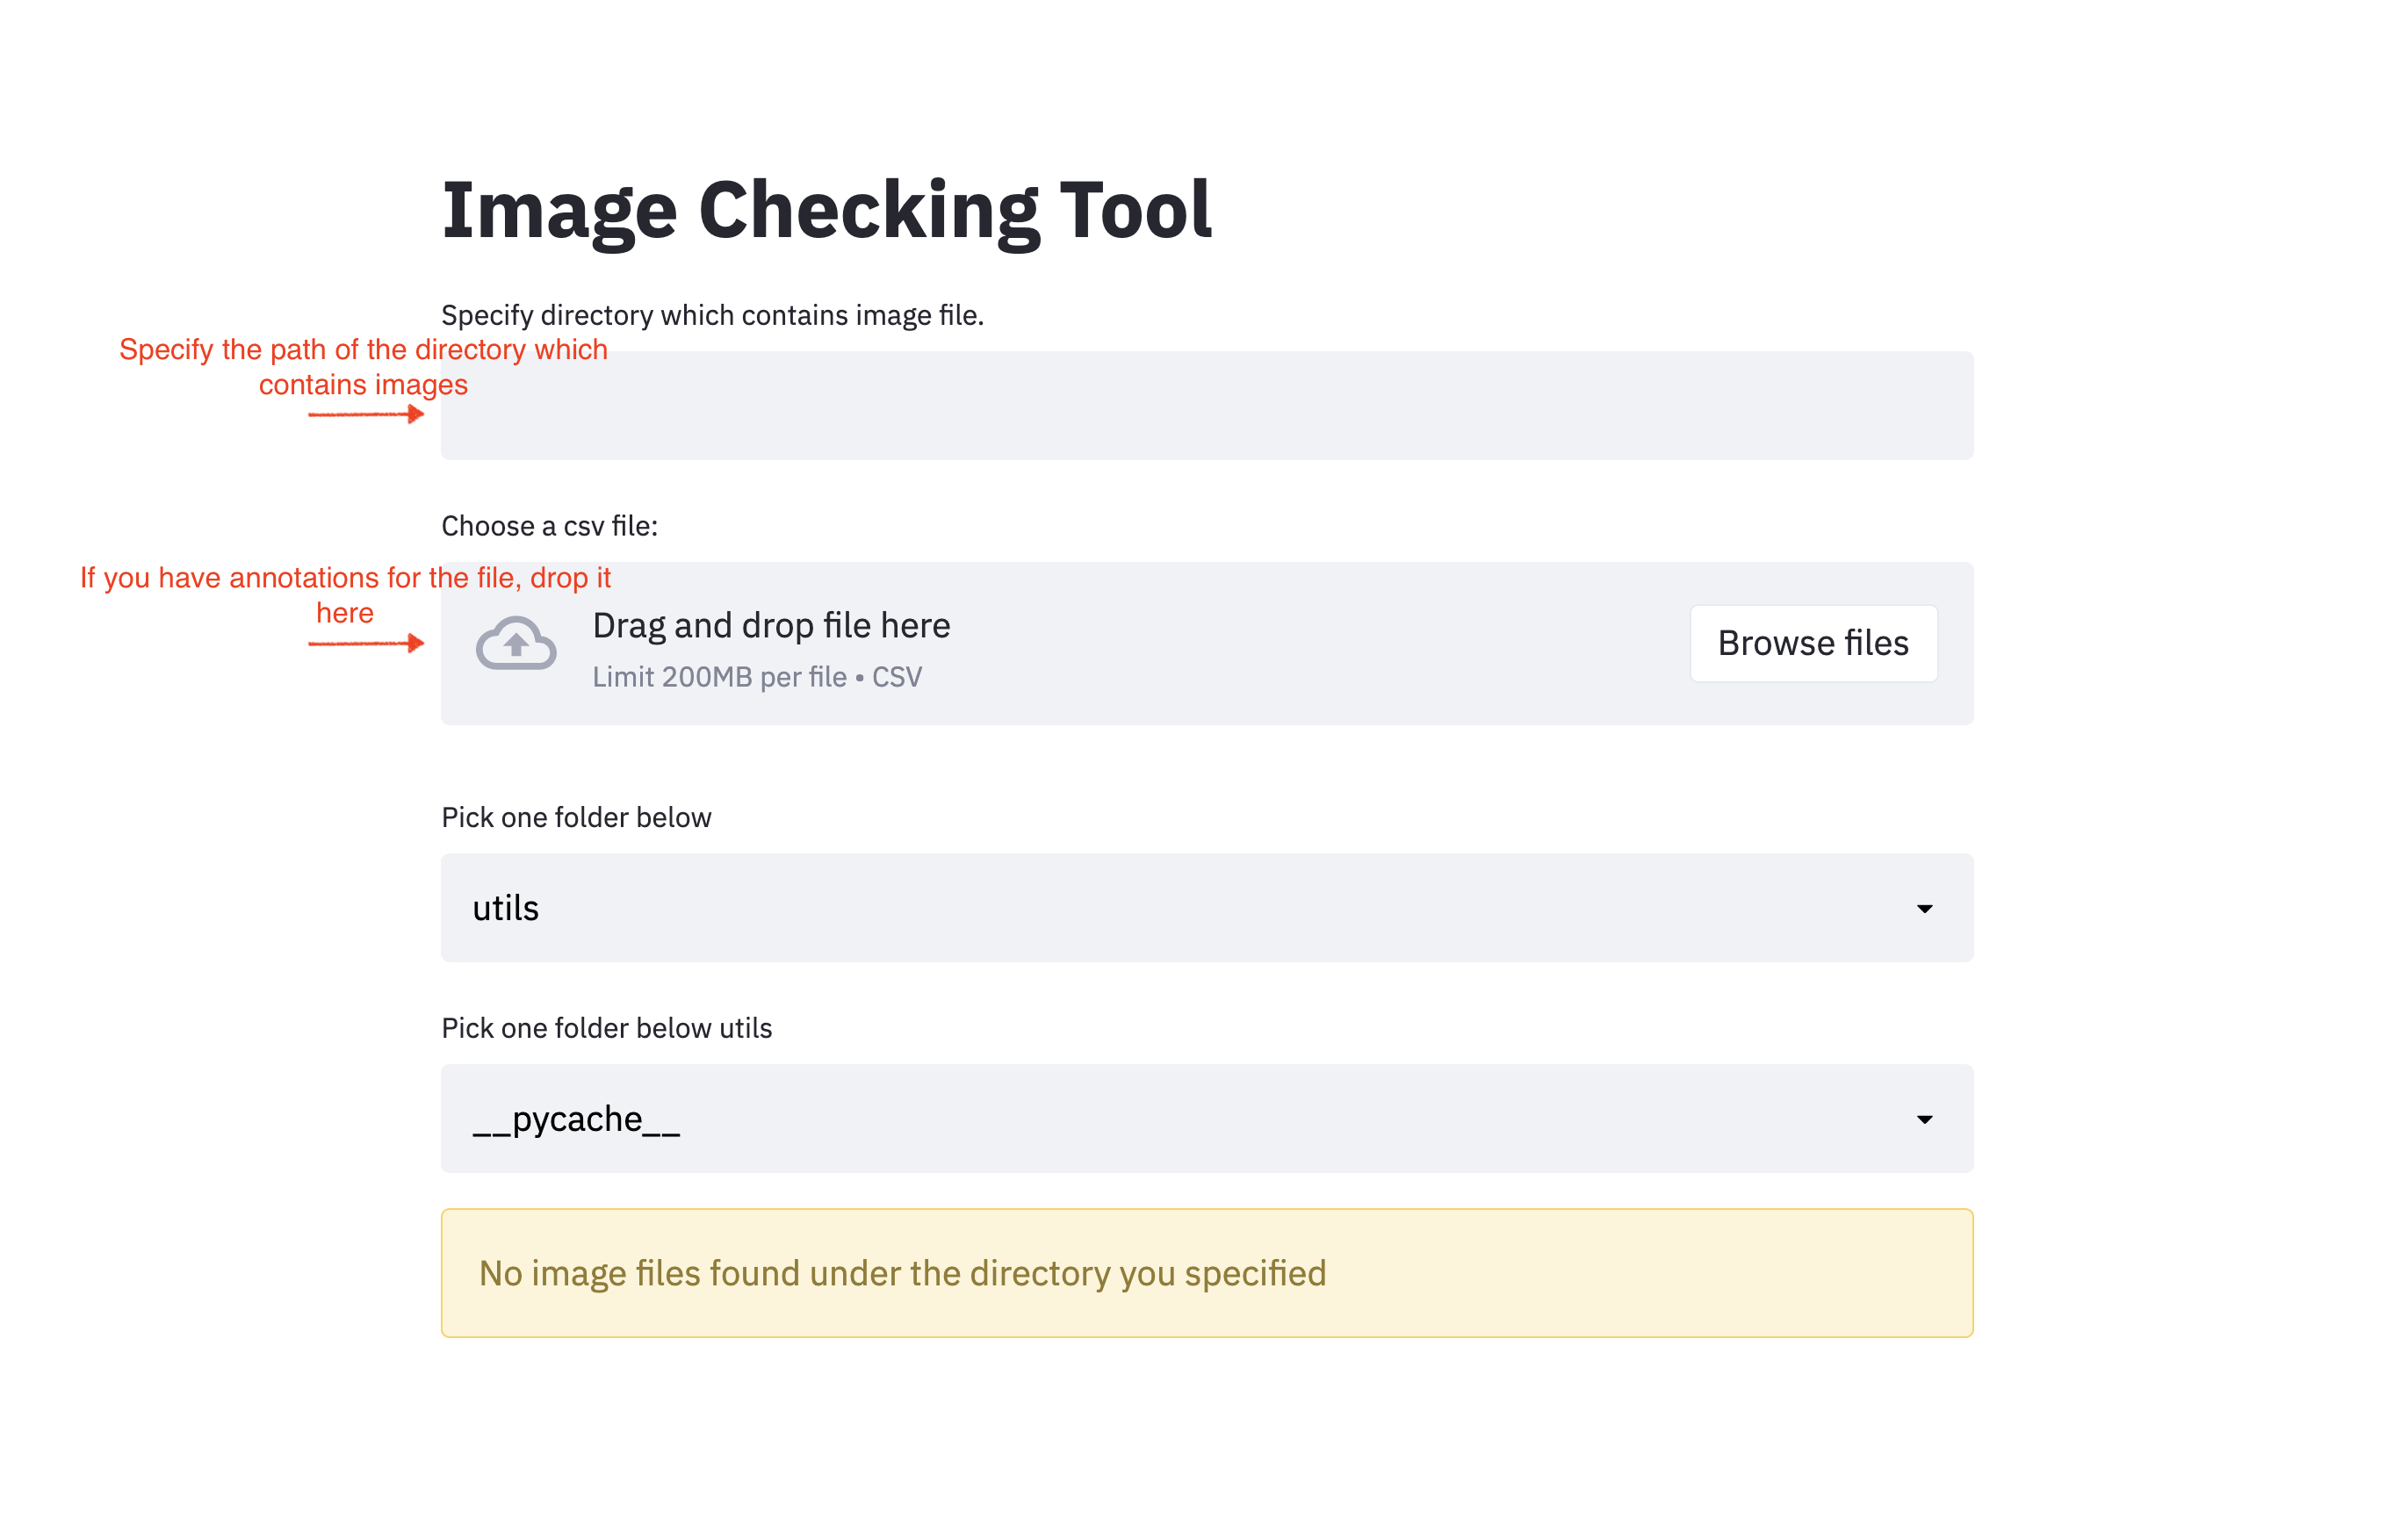 Image Checking Tool
Specify directory which contains image file.
Specify the path of the directory which
contains images
Choose a csv file:
If you have annotations for the file, drop it
here
Drag and drop file here
Limit 200MB per file • CSV
Browse files
Pick one folder below
utils
Pick one folder below utils
__pycache__
No image files found under the directory you specified